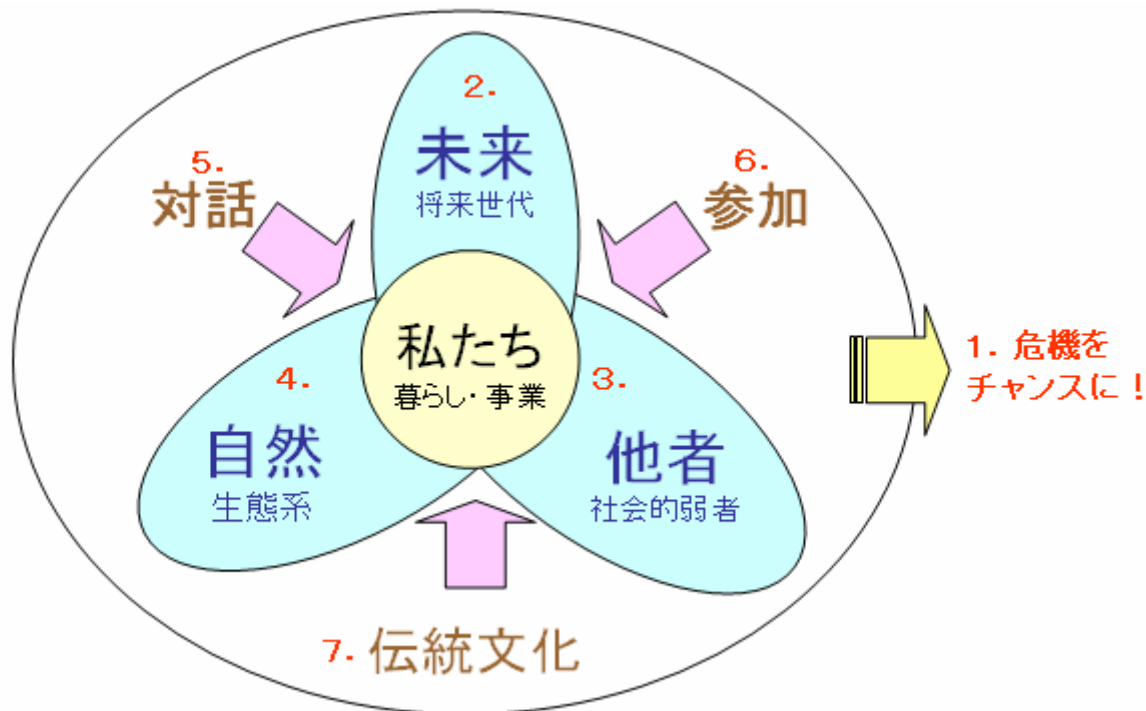 2.
未来
将来世代
5.
対話
6.
参加
私たち
暮らし・事業
1. 危機を
チャンスに！
4.
自然
生態系
3.
他者
社会的弱者
7. 伝統文化